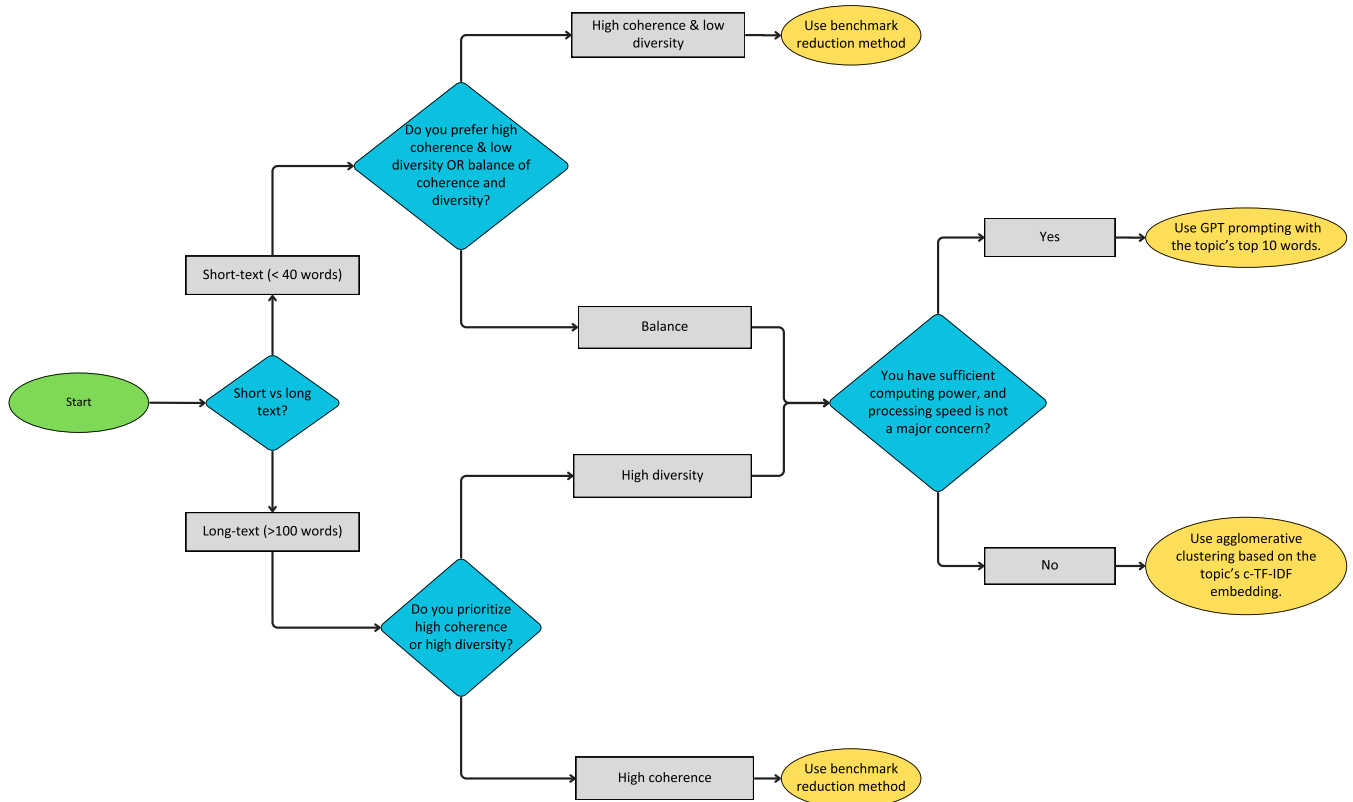 Start
Short vs long
text?
Short-text (< 40 words)
Long-text (>100 words)
Do you prefer high
coherence & low
diversity OR balance of
coherence and
diversity?
High coherence & low
diversity
Use benchmark
reduction method
Balance
Do you prioritize
high coherence
or high diversity?
High diversity
High coherence
Use benchmark
reduction method
You have sufficient
computing power, and
processing speed is not
a major concern?
Yes
Use GPT prompting with
the topic’s top 10 words.
No
Use agglomerative
clustering based on the
topic’s c-TF-IDF
embedding.